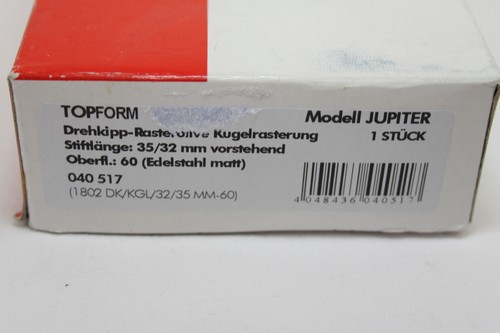 TOPFORM Modell JUPITER
Drehkipp-Rasterolive Kugelrasterung 1 STÜCK
Stiftlänge: 35/32 mm vorstehend
Oberfl.: 60 (Edelstahl matt)
040 517
(1802 DK/KGL/32/35 MM-60)
4 048436 040517